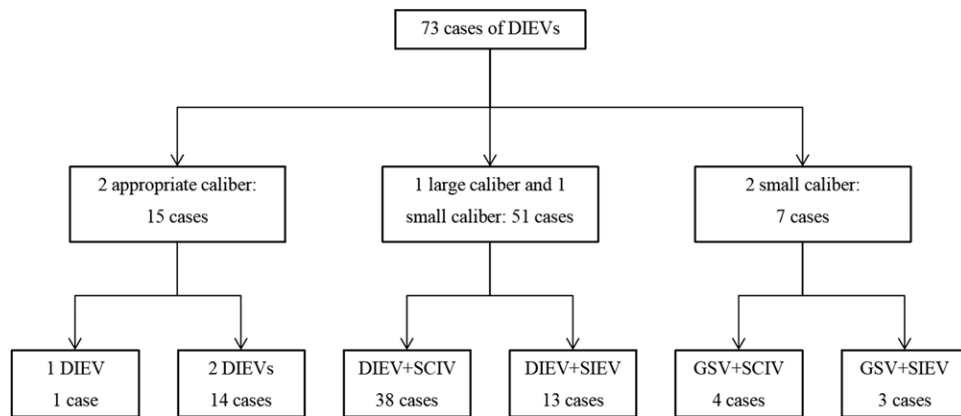 73 cases of DIEVs
2 appropriate caliber:
15 cases
1 large caliber and 1
small caliber: 51 cases
2 small caliber:
7 cases
1 DIEV
1 case
2 DIEVs
14 cases
DIEV+SCIV
38 cases
DIEV+SIEV
13 cases
GSV+SCIV
4 cases
GSV+SIEV
3 cases